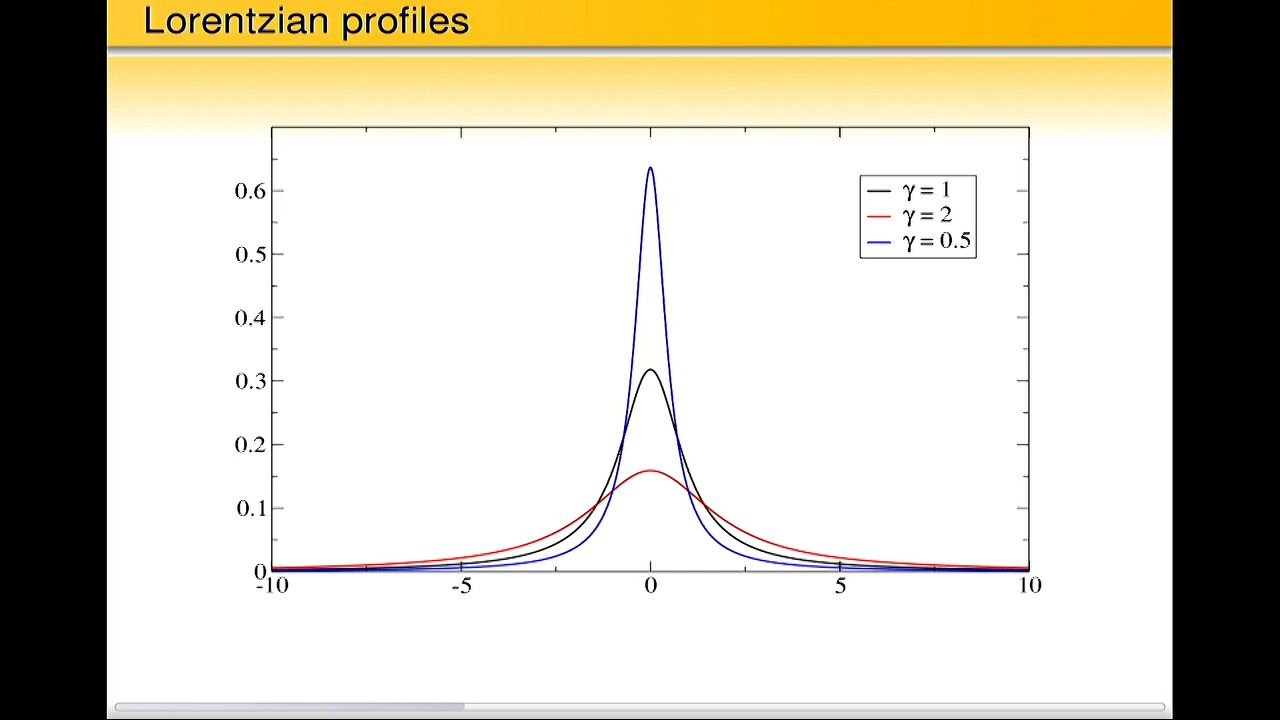 Lorentzian profiles
γ = 1
γ = 2
γ = 0.5
0.6
0.5
0.4
0.3
0.2
0.1
0
-10 -5 0 5 10